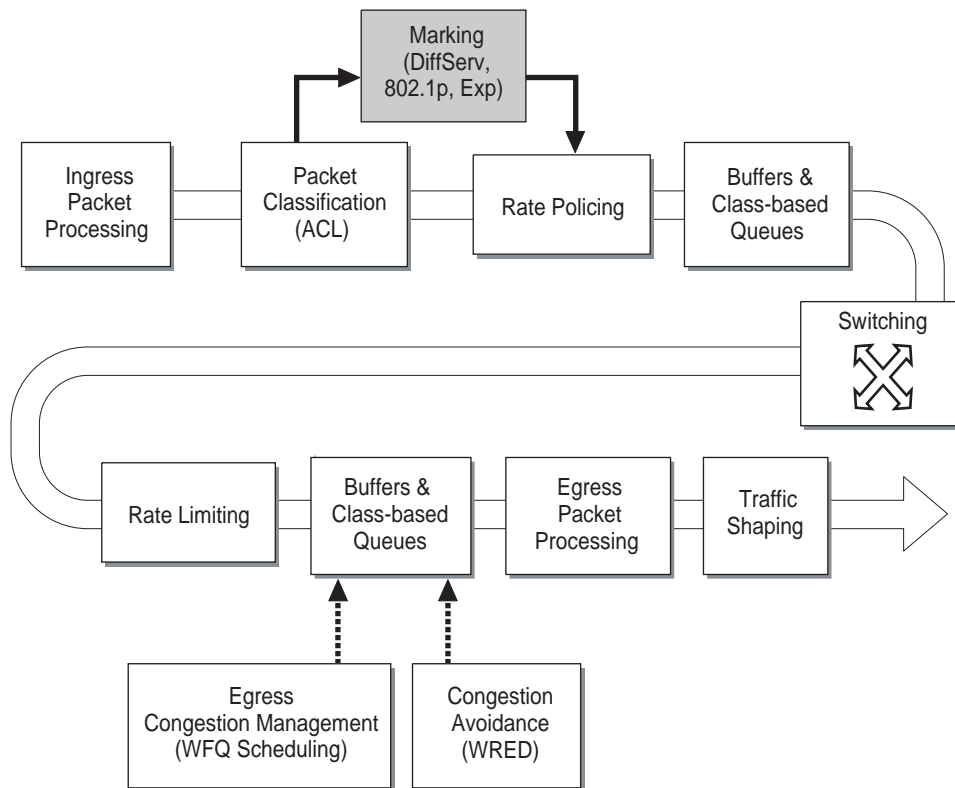 Marking
(DiffServ,
802.1p, Exp)
Ingress
Packet
Processing
Packet
Classification
(ACL)
Rate Policing
Buffers &
Class-based
Queues
Switching
Rate Limiting
Buffers &
Class-based
Queues
Egress
Packet
Processing
Traffic
Shaping
Egress
Congestion Management
(WFQ Scheduling)
Congestion
Avoidance
(WRED)